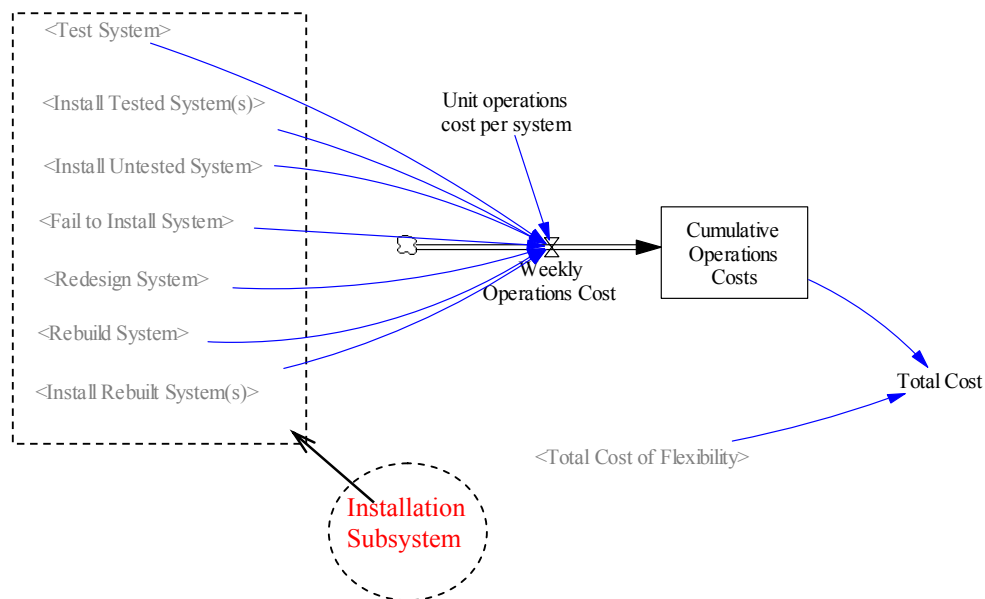 <Test System>
<Install Tested System(s)>
<Install Untested System>
<Fail to Install System>
<Redesign System>
<Rebuild System>
<Install Rebuilt System(s)>
Unit operations
cost per system
Weekly
Operations Cost
Cumulative
Operations
Costs
Total Cost
<Total Cost of Flexibility>
Installation
Subsystem